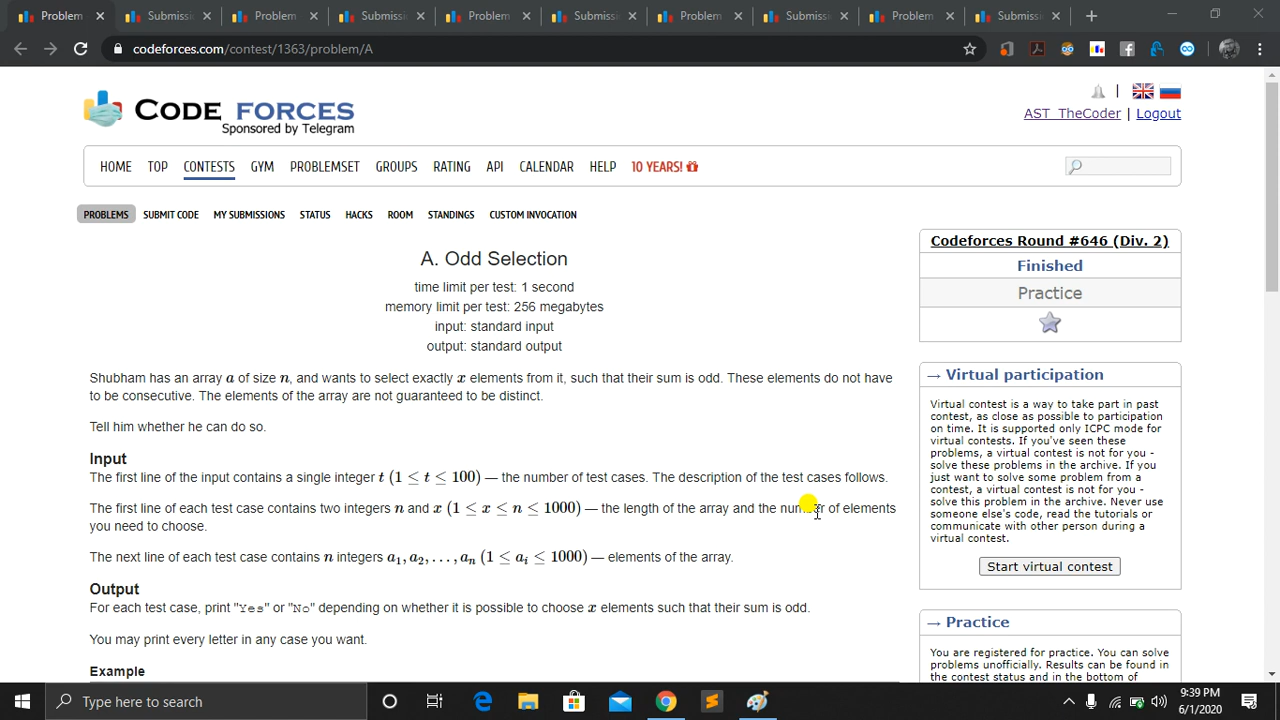 Problem
Submissi
Problem
Submissi
Problem
Submissi
Problem
Submissi
Problem
Submissi
codeforces.com/contest/1363/problem/A
CODE FORCES
Sponsored by Telegram
AST_TheCoder | Logout
HOME TOP CONTESTS GYM PROBLEMSET GROUPS RATING API CALENDAR HELP 10 YEARS!
PROBLEMS SUBMIT CODE MY SUBMISSIONS STATUS HACKS ROOM STANDINGS CUSTOM INVOCATION
A. Odd Selection
time limit per test: 1 second
memory limit per test: 256 megabytes
input: standard input
output: standard output
Shubham has an array a of size n, and wants to select exactly x elements from it, such that their sum is odd. These elements do not have
to be consecutive. The elements of the array are not guaranteed to be distinct.
Tell him whether he can do so.
Input
The first line of the input contains a single integer t (1 ≤ t ≤ 100) — the number of test cases. The description of the test cases follows.
The first line of each test case contains two integers n and x (1 ≤ x ≤ n ≤ 1000) — the length of the array and the number of elements
you need to choose.
The next line of each test case contains n integers a₁, a₂, …, aₙ (1 ≤ aᵢ ≤ 1000) — elements of the array.
Output
For each test case, print "Yes" or "No" depending on whether it is possible to choose x elements such that their sum is odd.
You may print every letter in any case you want.
Example
Codeforces Round #646 (Div. 2)
Finished
Practice
→ Virtual participation
Virtual contest is a way to take part in past
contest, as close as possible to participation
on time. It is supported only ICPC mode for
virtual contests. If you've seen these
problems, a virtual contest is not for you -
solve these problems in the archive. If you
just want to solve some problem from a
contest, a virtual contest is not for you -
solve this problem in the archive. Never use
someone else's code, read the tutorials or
communicate with other person during a
virtual contest.
Start virtual contest
→ Practice
You are registered for practice. You can solve
problems unofficially. Results can be found in
the contest status and in the bottom of
Type here to search
9:39 PM
6/1/2020